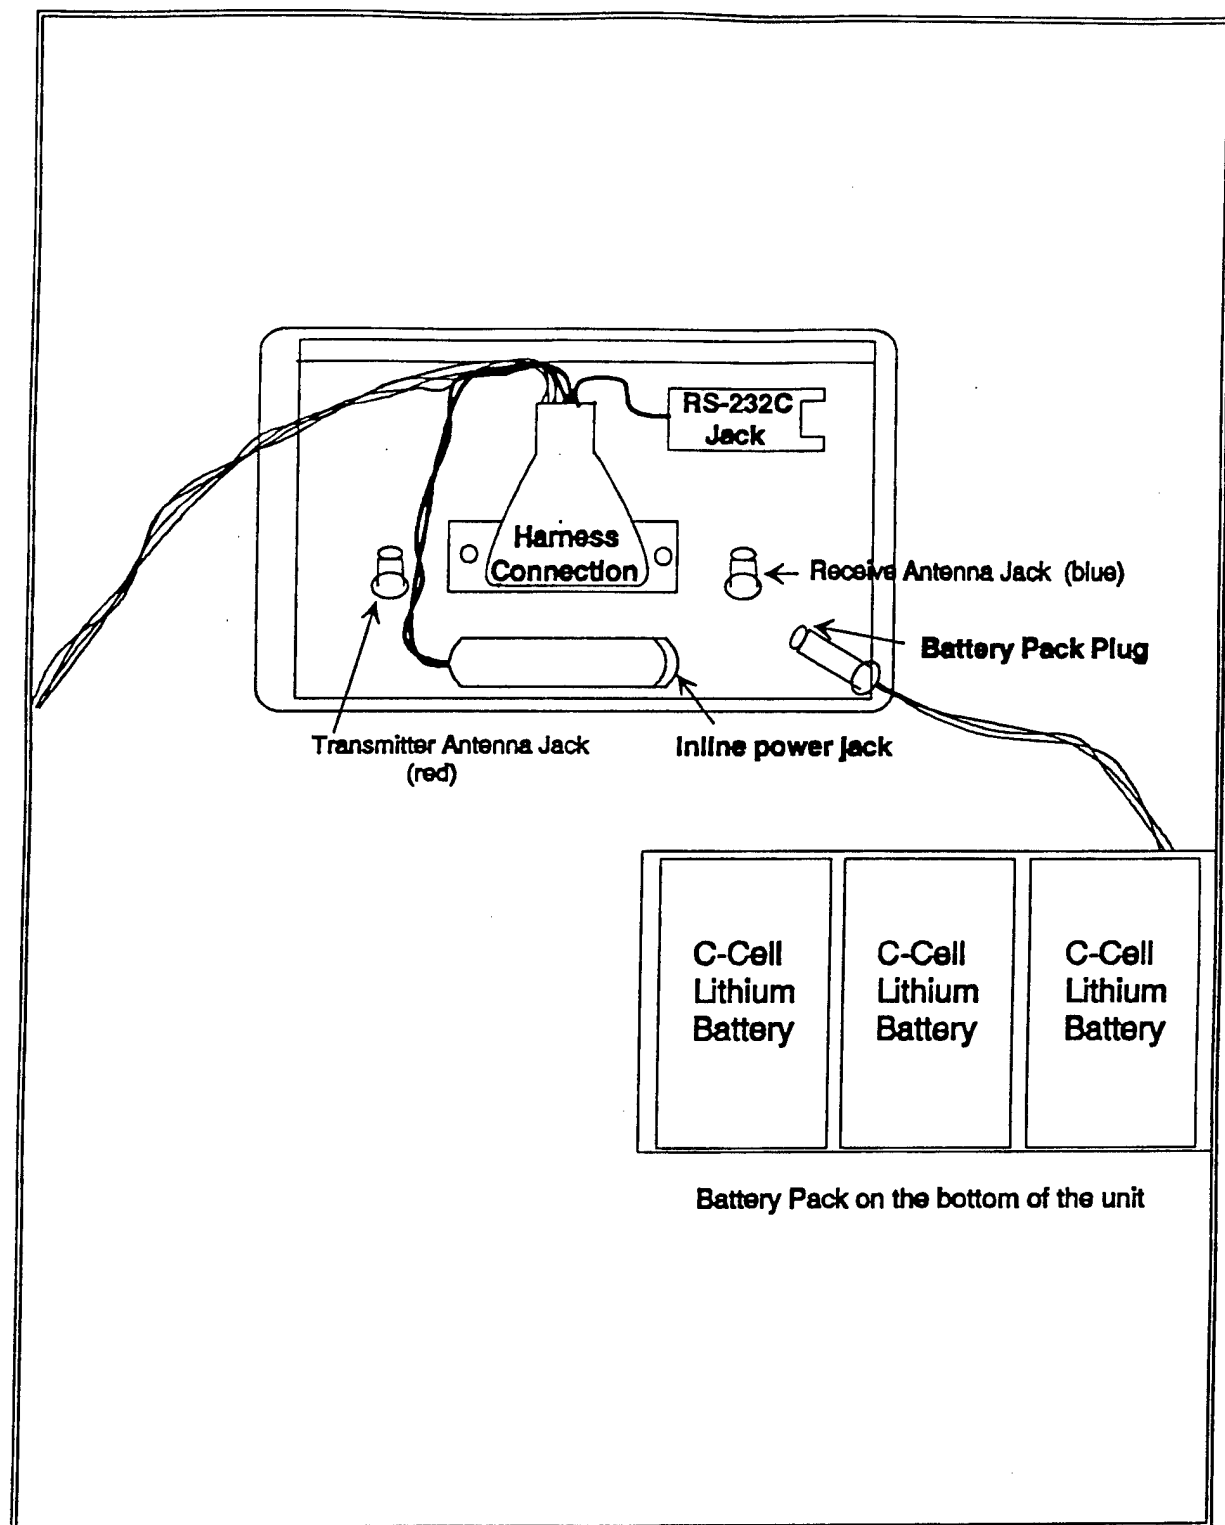 RS-232C
Jack
Harness
Connection
Receive Antenna Jack (blue)
Battery Pack Plug
Transmitter Antenna Jack
(red)
Inline power jack
C-Cell
Lithium
Battery
C-Cell
Lithium
Battery
C-Cell
Lithium
Battery
Battery Pack on the bottom of the unit